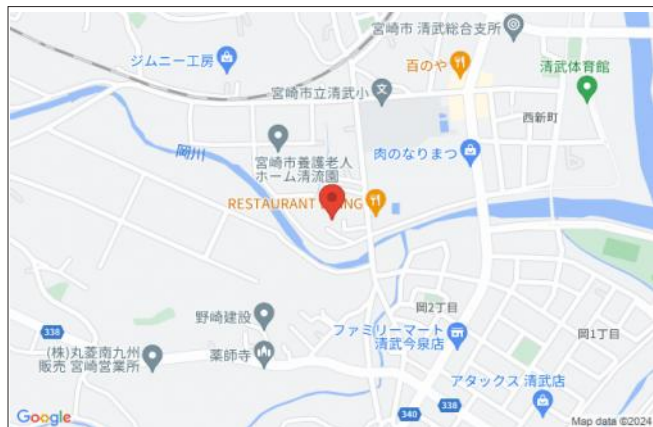 宮崎市 清武総合支所
ジムニー工房
百のや
清武体育館
宮崎市立清武小
文
西新町
岡川
宮崎市養護老人
ホーム清流園
肉のなりまつ
RESTAURANT
NG
岡2丁目
野崎建設
338
ファミリーマート
清武今泉店
岡1丁目
(株)丸菱南九州
販売 宮崎営業所
薬師寺
アタックス 清武店
338
340
Google
Map data ©2024